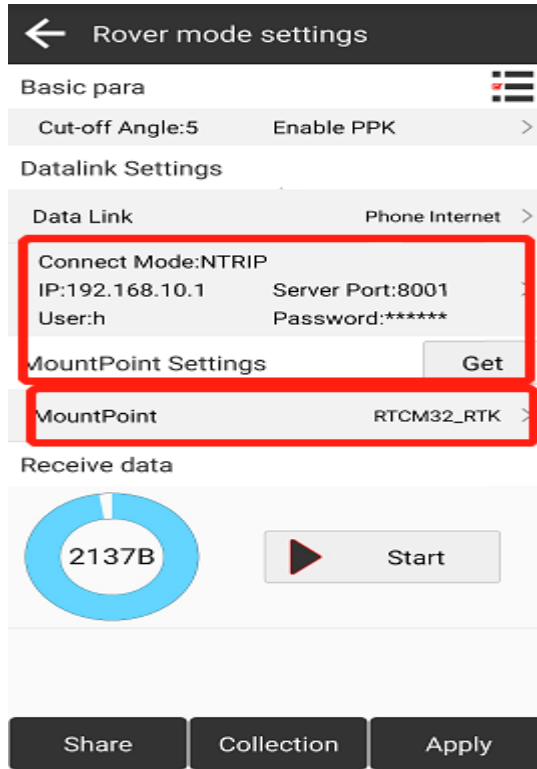 Rover mode settings
Basic para
Cut-off Angle:5 Enable PPK
Datalink Settings
Data Link Phone Internet
Connect Mode:NTRIP
IP:192.168.10.1 Server Port:8001
User:h Password:******
MountPoint Settings Get
MountPoint RTCM32_RTK
Receive data
2137B Start
Share Collection Apply